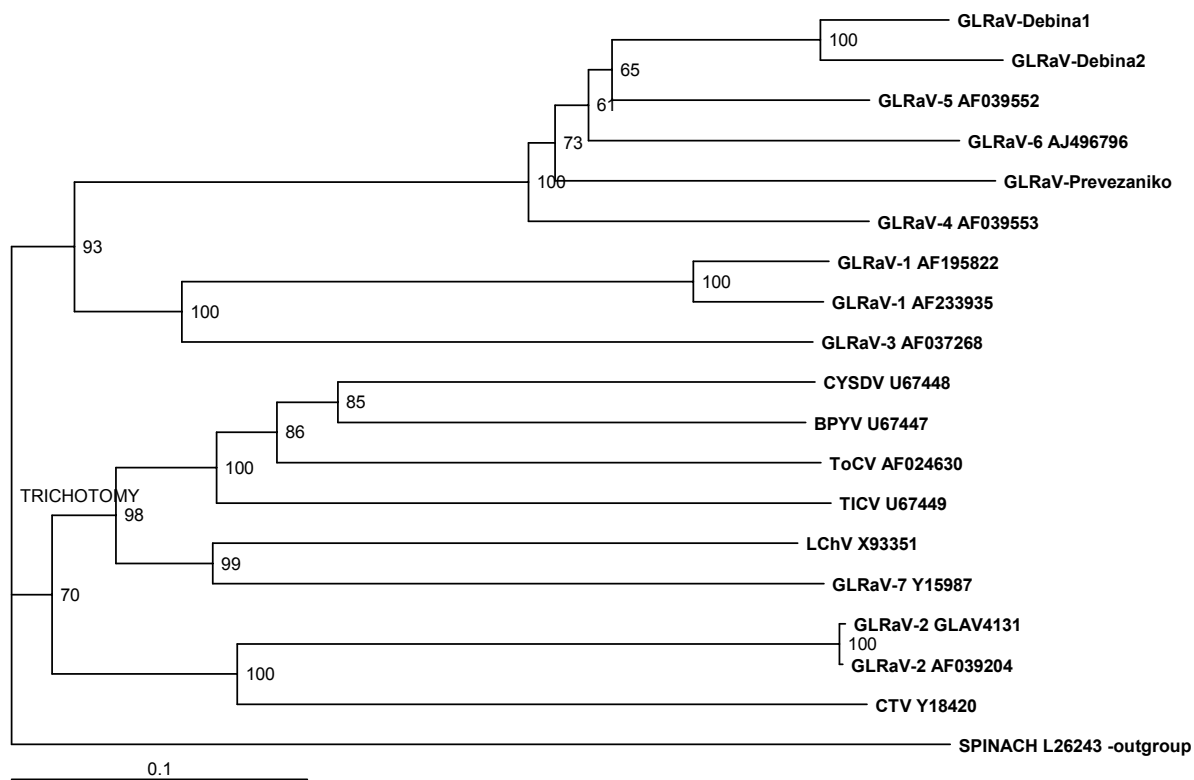 GLRaV-Debina1
100
GLRaV-Debina2
65
GLRaV-5 AF039552
61
GLRaV-6 AJ496796
73
GLRaV-Prevezaniko
100
GLRaV-4 AF039553
93
GLRaV-1 AF195822
100
GLRaV-1 AF233935
100
GLRaV-3 AF037268
CYSDV U67448
85
BPYV U67447
86
ToCV AF024630
100
TRICHOTOMY
TICV U67449
98
LChV X93351
99
GLRaV-7 Y15987
70
GLRaV-2 GLAV4131
100
GLRaV-2 AF039204
100
CTV Y18420
SPINACH L26243 -outgroup
0.1